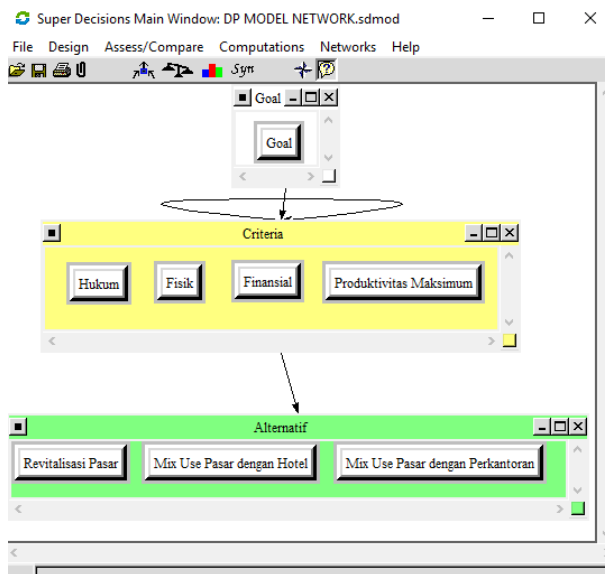 Super Decisions Main Window: DP MODEL NETWORK.sdmod
File Design Assess/Compare Computations Networks Help
Syn
Goal
Goal
Criteria
Hukum Fisik Finansial Produktivitas Maksimum
Alternatif
Revitalisasi Pasar Mix Use Pasar dengan Hotel Mix Use Pasar dengan Perkantoran